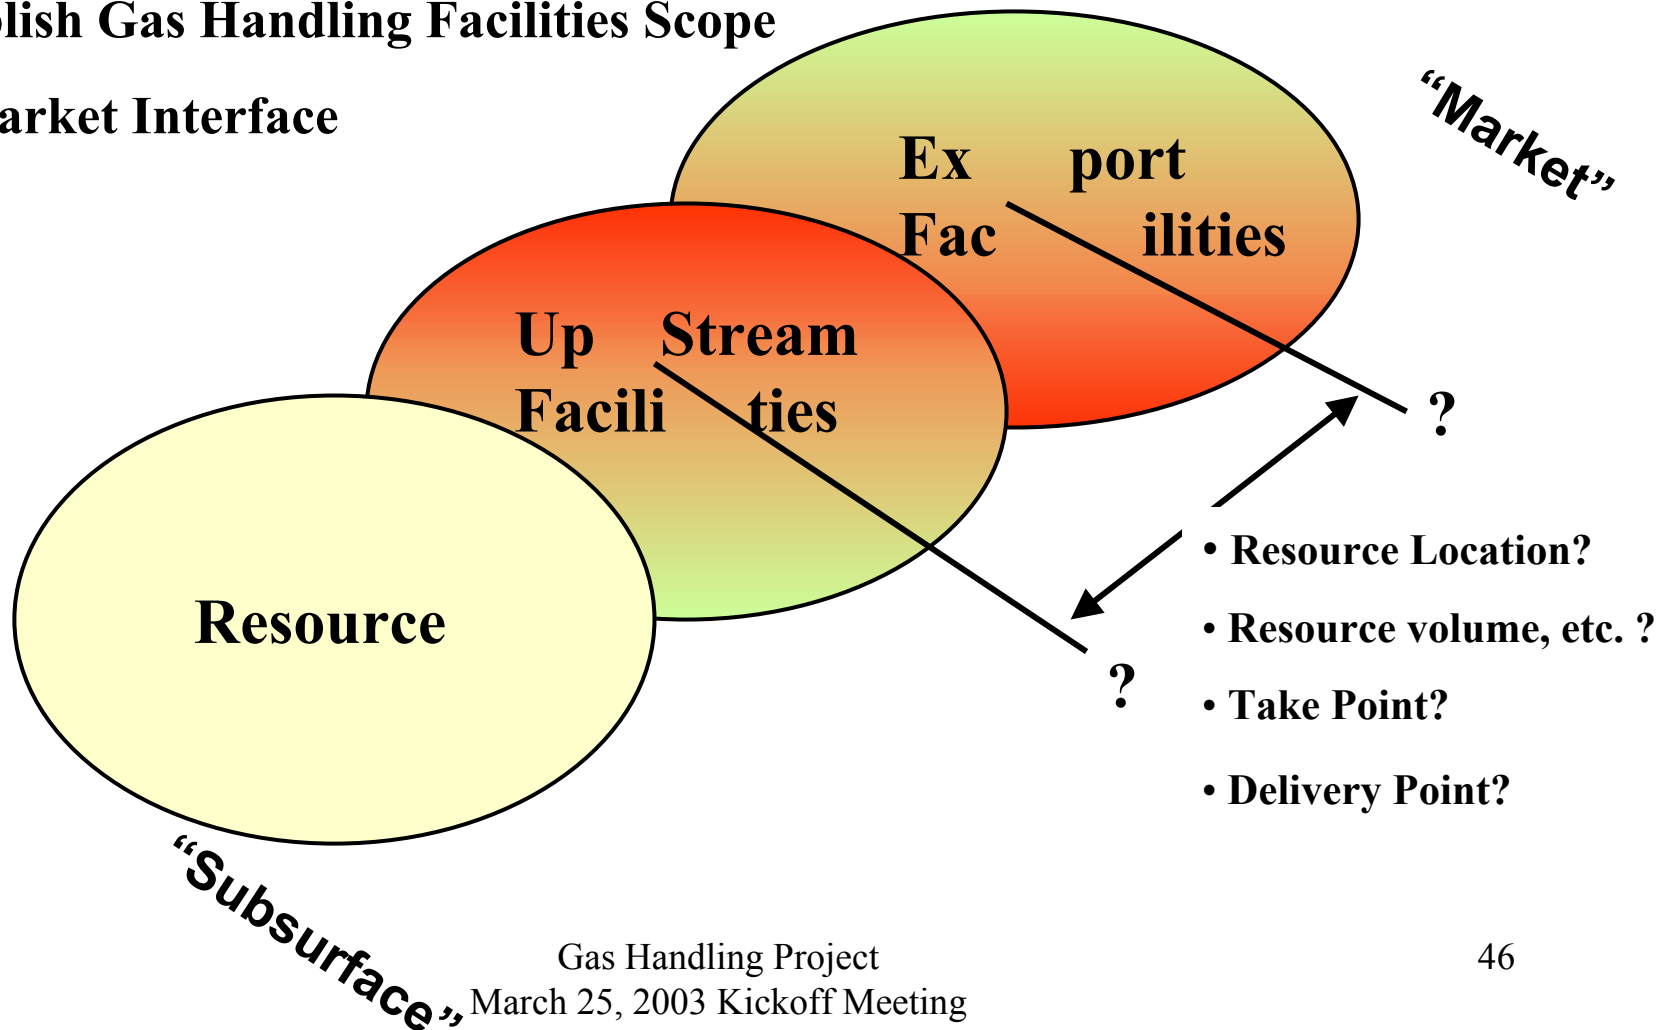 lish Gas Handling Facilities Scope
arket Interface
“Market”
Ex port
Fac ilities
Up Stream
Facili ties
?
Resource
?
• Resource Location?
• Resource volume, etc. ?
• Take Point?
• Delivery Point?
“Subsurface”
Gas Handling Project
March 25, 2003 Kickoff Meeting
46